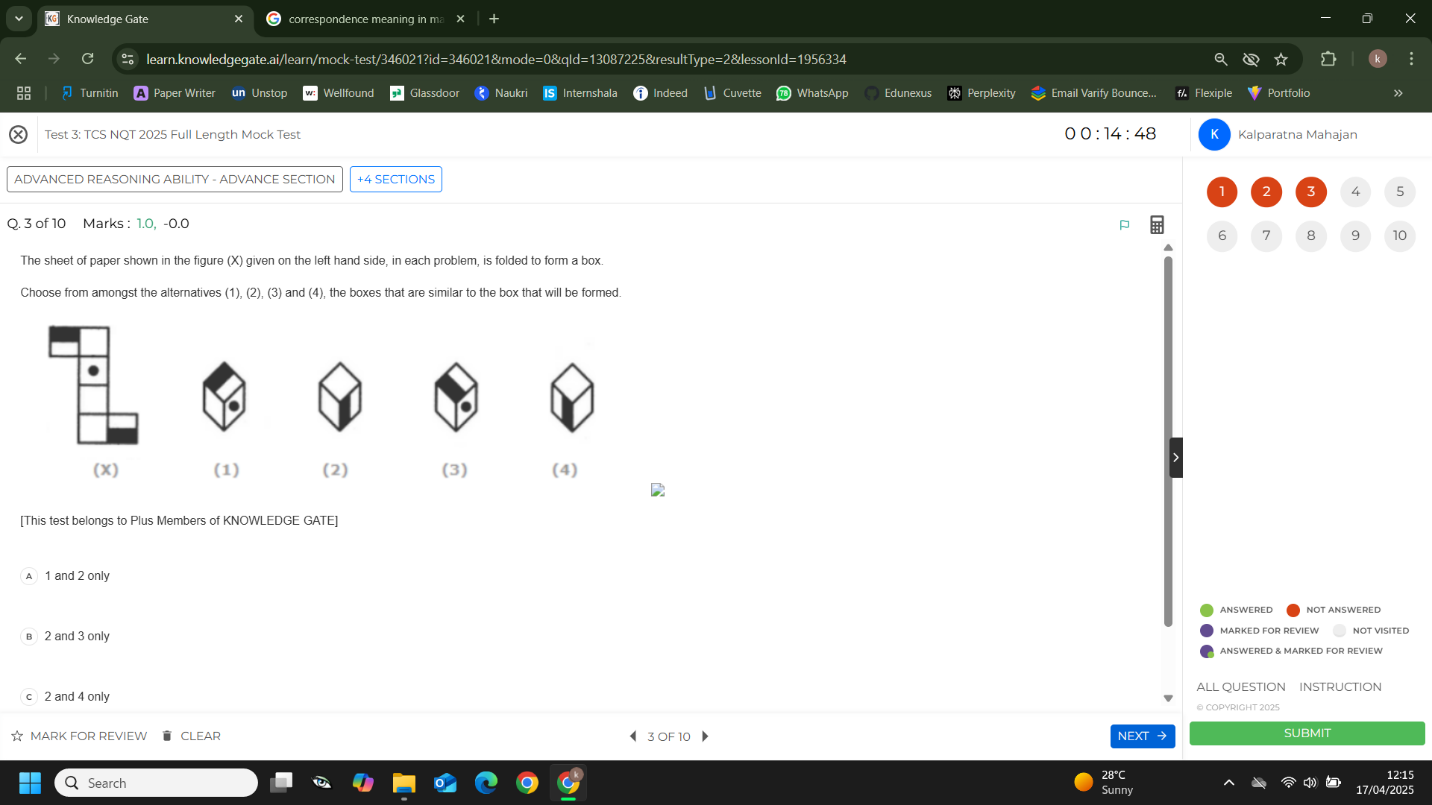 Knowledge Gate
correspondence meaning in ma
learn.knowledgegate.ai/learn/mock-test/346021?id=346021&mode=0&qId=13087225&resultType=2&lessonId=1956334
k
Turnitin
A Paper Writer
un Unstop
w: Wellfound
Glassdoor
Naukri
IS Internshala
Indeed
Cuvette
WhatsApp
Edunexus
Perplexity
Email Varify Bounce...
Flexiple
Portfolio
Test 3: TCS NQT 2025 Full Length Mock Test
0 0 : 14 : 48
K Kalparatna Mahajan
ADVANCED REASONING ABILITY - ADVANCE SECTION
+4 SECTIONS
1 2 3 4 5
6 7 8 9 10
Q. 3 of 10 Marks : 1.0, -0.0
The sheet of paper shown in the figure (X) given on the left hand side, in each problem, is folded to form a box.
Choose from amongst the alternatives (1), (2), (3) and (4), the boxes that are similar to the box that will be formed.
(X) (1) (2) (3) (4)
[This test belongs to Plus Members of KNOWLEDGE GATE]
A 1 and 2 only
B 2 and 3 only
C 2 and 4 only
ANSWERED NOT ANSWERED
MARKED FOR REVIEW NOT VISITED
ANSWERED & MARKED FOR REVIEW
ALL QUESTION INSTRUCTION
© COPYRIGHT 2025
SUBMIT
MARK FOR REVIEW CLEAR
3 OF 10
NEXT
Search
28°C
Sunny
12:15
17/04/2025